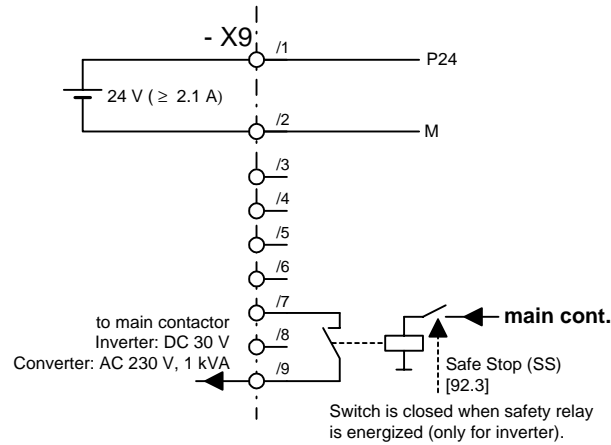 - X9
/1
P24
24 V ( ≥ 2.1 A)
/2
M
/3
/4
/5
/6
/7
to main contactor
Inverter: DC 30 V
/8
Converter: AC 230 V, 1 kVA
/9
main cont.
Safe Stop (SS)
[92.3]
Switch is closed when safety relay
is energized (only for inverter).